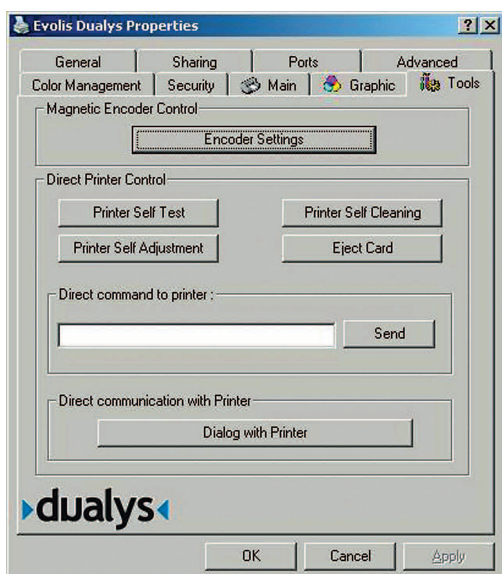 Evolis Dualys Properties
General Sharing Ports Advanced
Color Management Security Main Graphic Tools
Magnetic Encoder Control
Encoder Settings
Direct Printer Control
Printer Self Test Printer Self Cleaning
Printer Self Adjustment Eject Card
Direct command to printer :
Send
Direct communication with Printer
Dialog with Printer
dualys
OK Cancel Apply